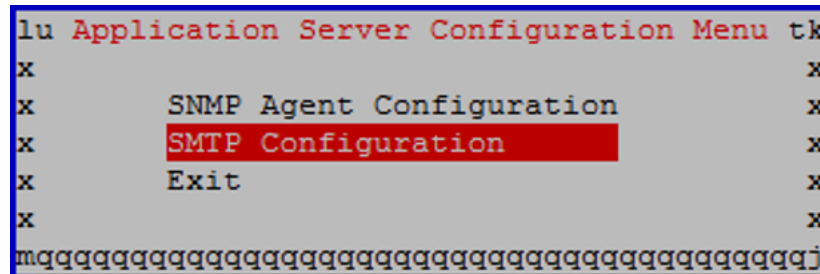 lu Application Server Configuration Menu tk
x x
x SNMP Agent Configuration x
x SMTP Configuration x
x Exit x
x x
mqqqqqqqqqqqqqqqqqqqqqqqqqqqqqqqqqqqqqqqqqj